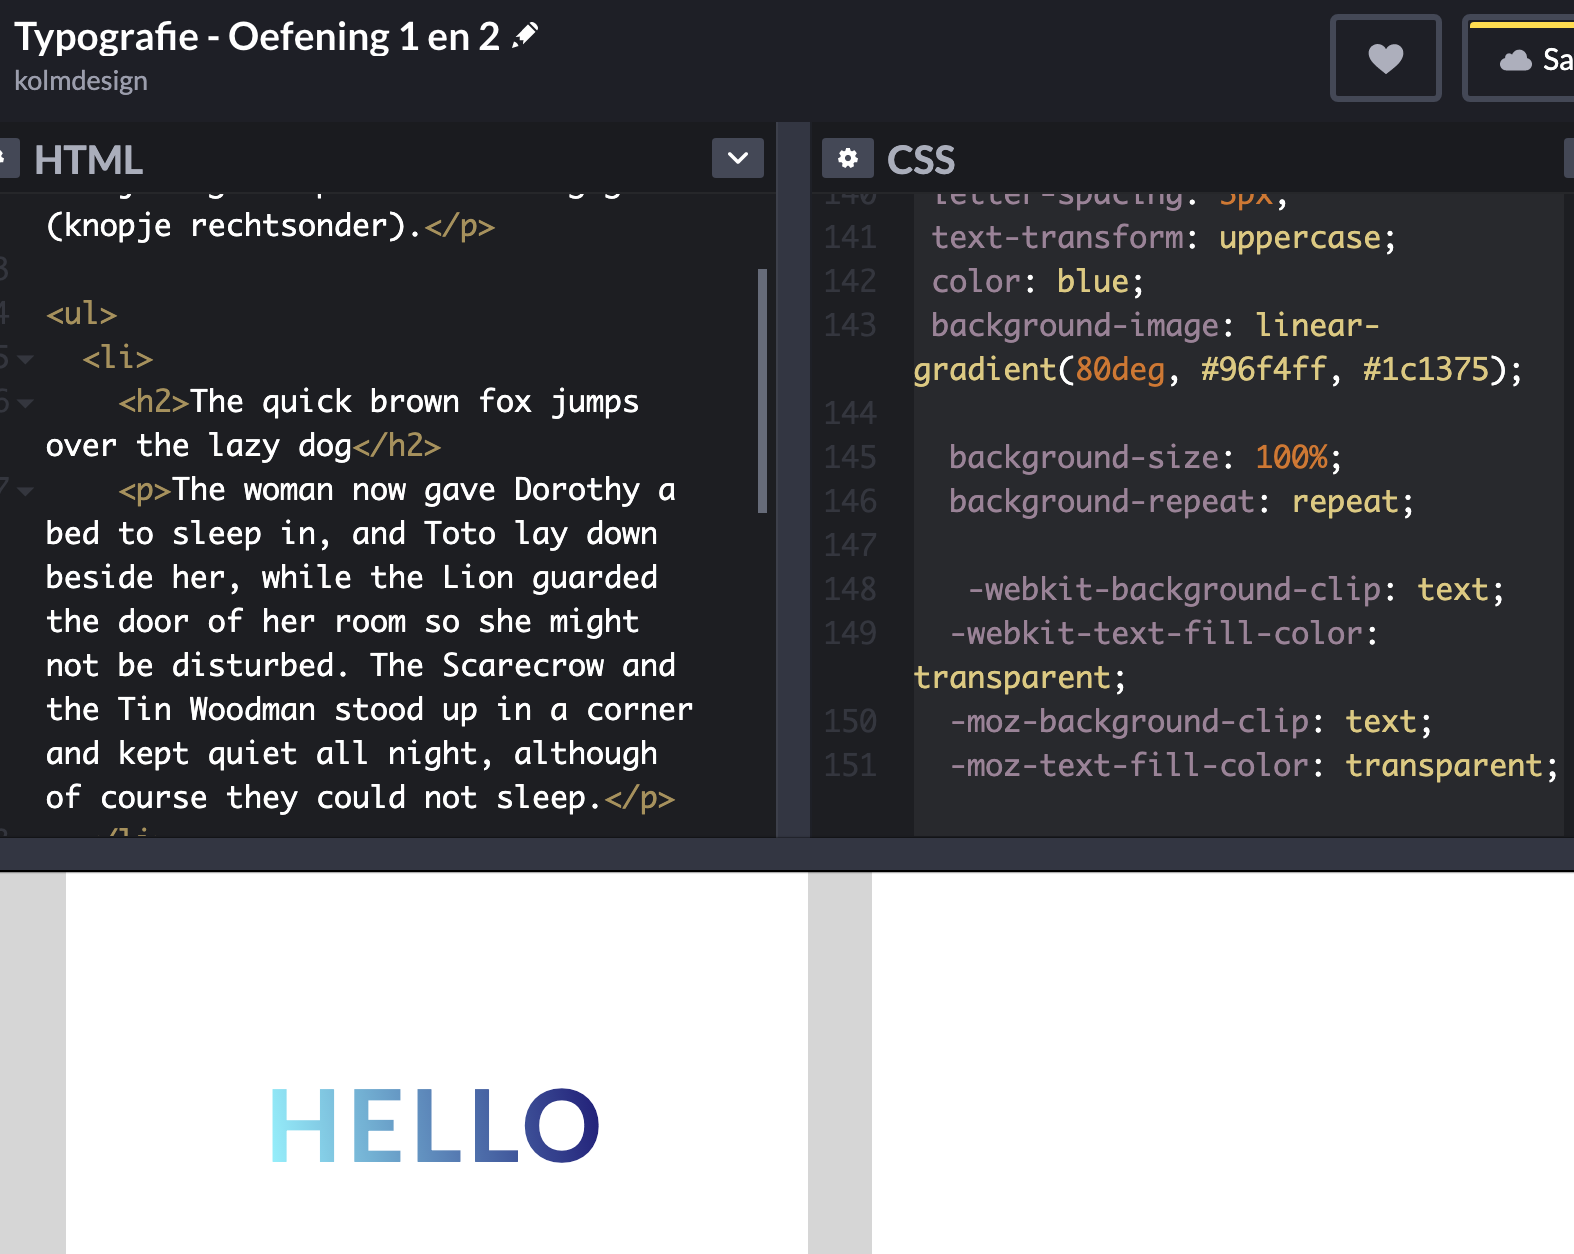 Typografie - Oefening 1 en 2
kolmdesign
Sa
HTML
(knopje rechtsonder).</p>
<ul>
<li>
<h2>The quick brown fox jumps
over the lazy dog</h2>
<p>The woman now gave Dorothy a
bed to sleep in, and Toto lay down
beside her, while the Lion guarded
the door of her room so she might
not be disturbed. The Scarecrow and
the Tin Woodman stood up in a corner
and kept quiet all night, although
of course they could not sleep.</p>
CSS
140 letter-spacing: 5px;
141 text-transform: uppercase;
142 color: blue;
143 background-image: linear-
gradient(80deg, #96f4ff, #1c1375);
144
145 background-size: 100%;
146 background-repeat: repeat;
147
148 -webkit-background-clip: text;
149 -webkit-text-fill-color:
transparent;
150 -moz-background-clip: text;
151 -moz-text-fill-color: transparent;
HELLO